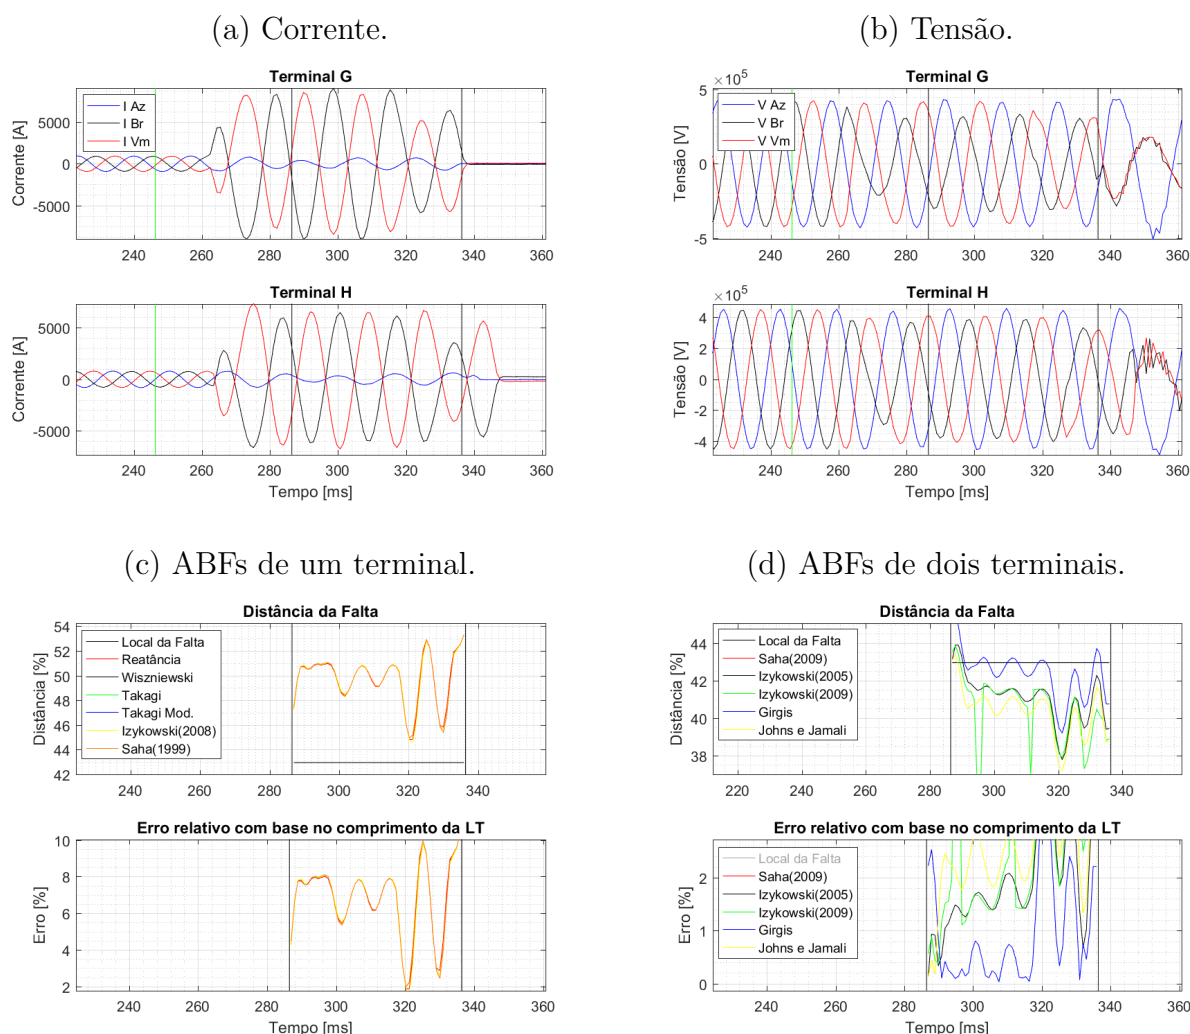 (a) Corrente.
Terminal G
Corrente [A]
5000
0
-5000
I Az
I Br
I Vm
240 260 280 300 320 340 360
Terminal H
Corrente [A]
5000
0
-5000
240 260 280 300 320 340 360
Tempo [ms]
(b) Tensão.
Terminal G
×10⁵
Tensão [V]
5
0
-5
V Az
V Br
V Vm
240 260 280 300 320 340 360
Terminal H
×10⁵
Tensão [V]
4
2
0
-2
-4
240 260 280 300 320 340 360
Tempo [ms]
(c) ABFs de um terminal.
Distância da Falta
Distância [%]
54
52
50
48
46
44
42
Local da Falta
Reatância
Wiszniewski
Takagi
Takagi Mod.
Izykowski(2008)
Saha(1999)
240 260 280 300 320 340
Erro relativo com base no comprimento da LT
Erro [%]
10
8
6
4
2
240 260 280 300 320 340
Tempo [ms]
(d) ABFs de dois terminais.
Distância da Falta
Distância [%]
44
42
40
38
Local da Falta
Saha(2009)
Izykowski(2005)
Izykowski(2009)
Girgis
Johns e Jamali
220 240 260 280 300 320 340
Erro relativo com base no comprimento da LT
Erro [%]
2
1
0
Local da Falta
Saha(2009)
Izykowski(2005)
Izykowski(2009)
Girgis
Johns e Jamali
240 260 280 300 320 340
Tempo [ms]